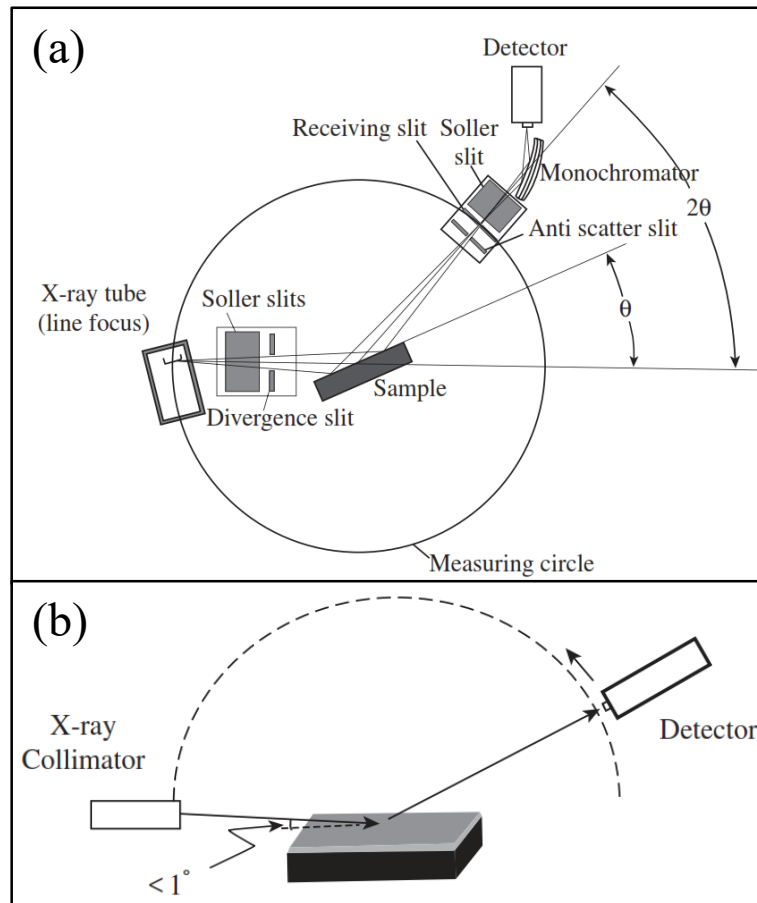 (a)
Detector
Receiving slit
Soller
slit
Monochromator
2θ
Anti scatter slit
X-ray tube
(line focus)
Soller slits
θ
Sample
Divergence slit
Measuring circle
(b)
X-ray
Collimator
Detector
< 1°